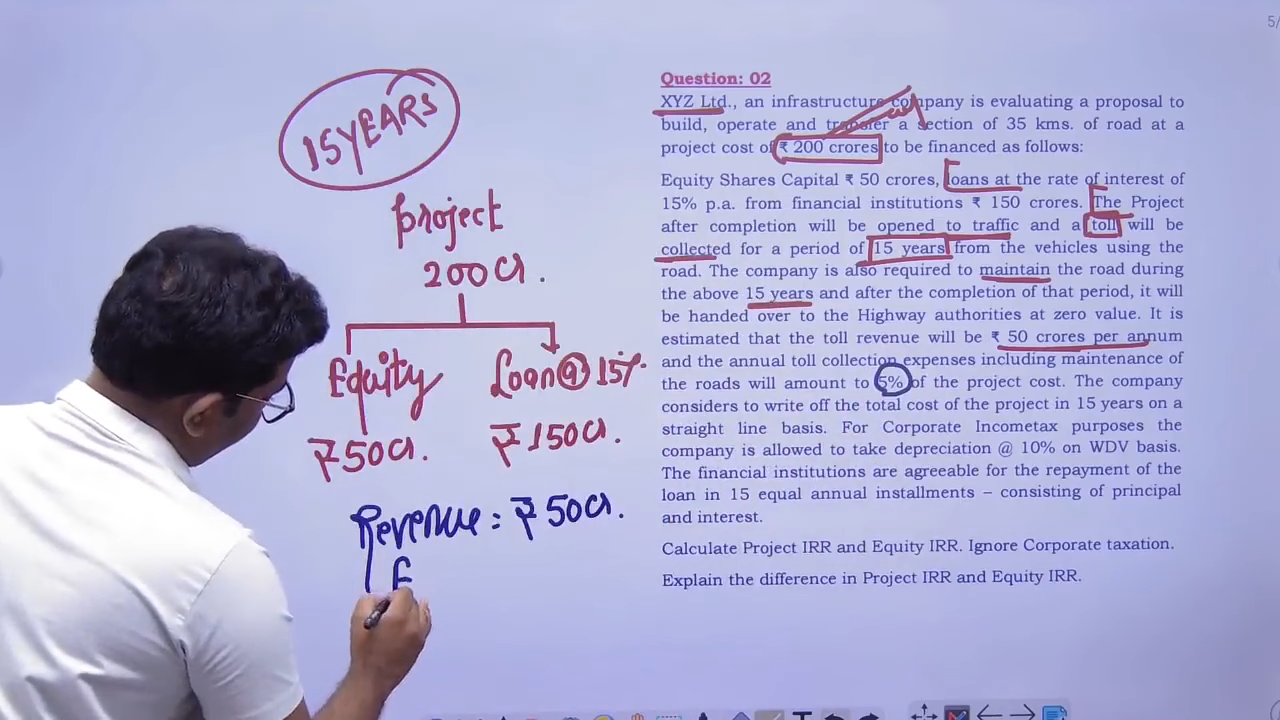 5/
15 YEARS
project
200 Cr.
Equity Loan @ 15%.
₹50Cr. ₹150Cr.
Revenue = ₹50Cr.
E
Question: 02
XYZ Ltd., an infrastructure company is evaluating a proposal to
build, operate and transfer a section of 35 kms. of road at a
project cost of ₹ 200 crores to be financed as follows:
Equity Shares Capital ₹ 50 crores, loans at the rate of interest of
15% p.a. from financial institutions ₹ 150 crores. The Project
after completion will be opened to traffic and a toll will be
collected for a period of 15 years from the vehicles using the
road. The company is also required to maintain the road during
the above 15 years and after the completion of that period, it will
be handed over to the Highway authorities at zero value. It is
estimated that the toll revenue will be ₹ 50 crores per annum
and the annual toll collection expenses including maintenance of
the roads will amount to 5% of the project cost. The company
considers to write off the total cost of the project in 15 years on a
straight line basis. For Corporate Incometax purposes the
company is allowed to take depreciation @ 10% on WDV basis.
The financial institutions are agreeable for the repayment of the
loan in 15 equal annual installments – consisting of principal
and interest.
Calculate Project IRR and Equity IRR. Ignore Corporate taxation.
Explain the difference in Project IRR and Equity IRR.